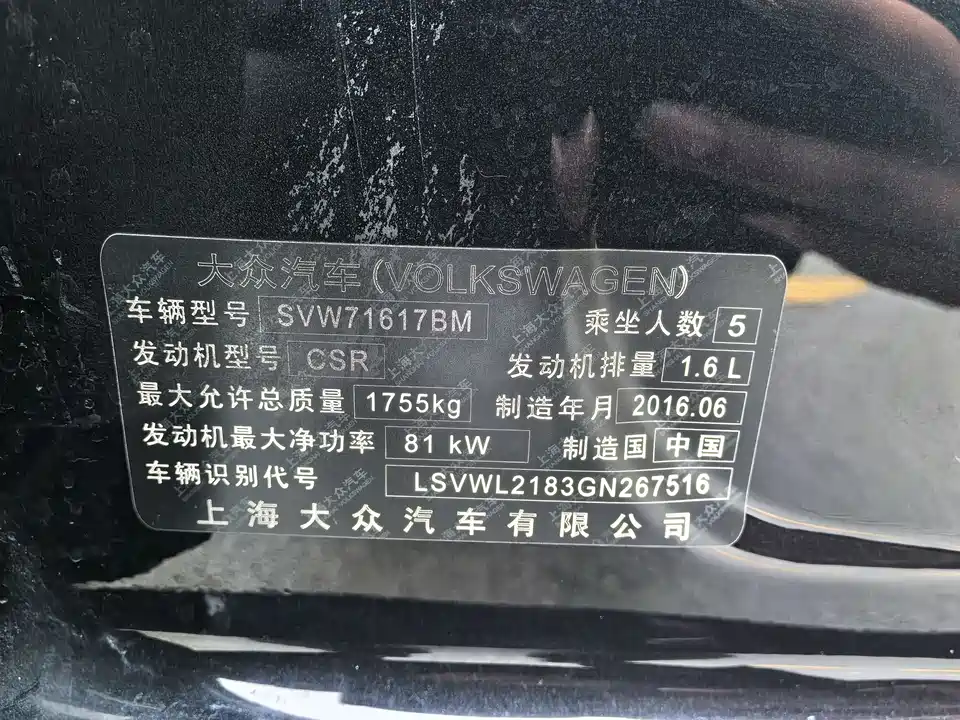 大众汽车(VOLKSWAGEN)
车辆型号 SVW71617BM 乘坐人数 5
发动机型号 CSR 发动机排量 1.6 L
最大允许总质量 1755kg 制造年月 2016.06
发动机最大净功率 81 kW 制造国 中国
车辆识别代号 LSVWL2183GN267516
上海大众汽车有限公司